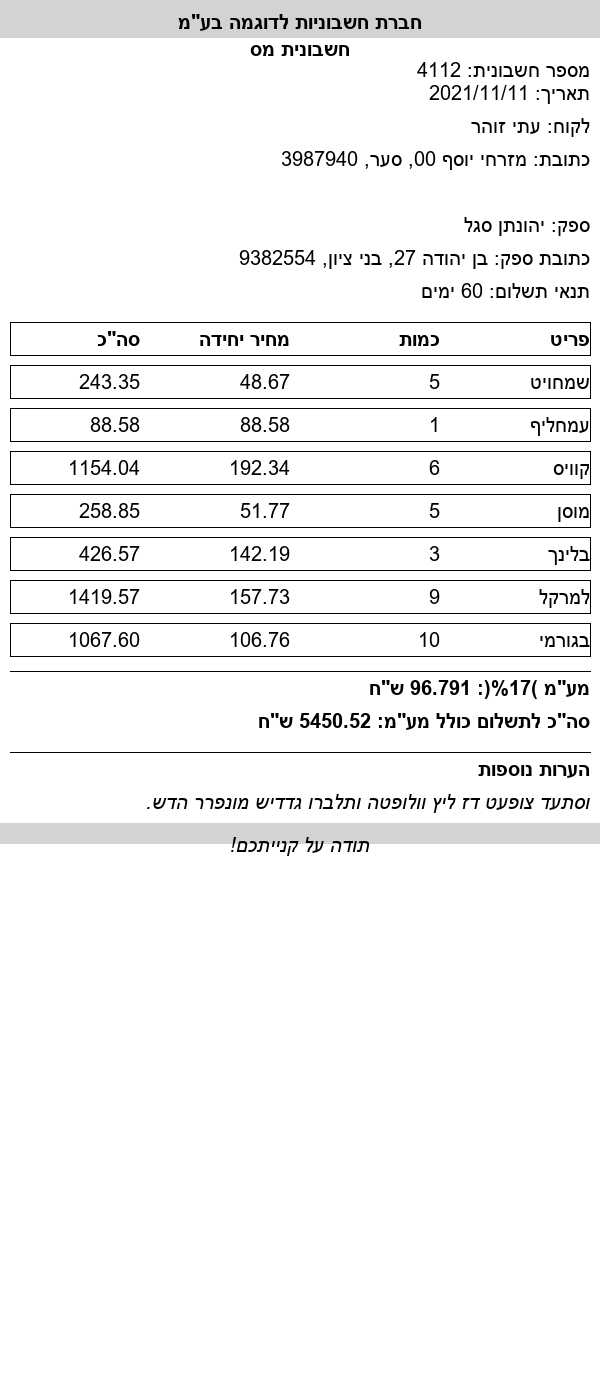 חברת חשבוניות לדוגמה בע"מ
חשבונית מס
מספר חשבונית: 4112
תאריך: 2021/11/11
לקוח: עתי זוהר
כתובת: מזרחי יוסף 00, סער, 3987940
ספק: יהונתן סגל
כתובת ספק: בן יהודה 27, בני ציון, 9382554
תנאי תשלום: 60 ימים
פריט כמות מחיר יחידה סה"כ
שמחויט 5 48.67 243.35
עמחליף 1 88.58 88.58
קוויס 6 192.34 1154.04
מוסן 5 51.77 258.85
בלינך 3 142.19 426.57
למרקל 9 157.73 1419.57
בגורמי 10 106.76 1067.60
מע"מ )17%(: 96.791 ש"ח
סה"כ לתשלום כולל מע"מ: 5450.52 ש"ח
הערות נוספות
וסתעד צופעט דז ליץ וולופטה ותלברו גדדיש מונפרר הדש.
תודה על קנייתכם!